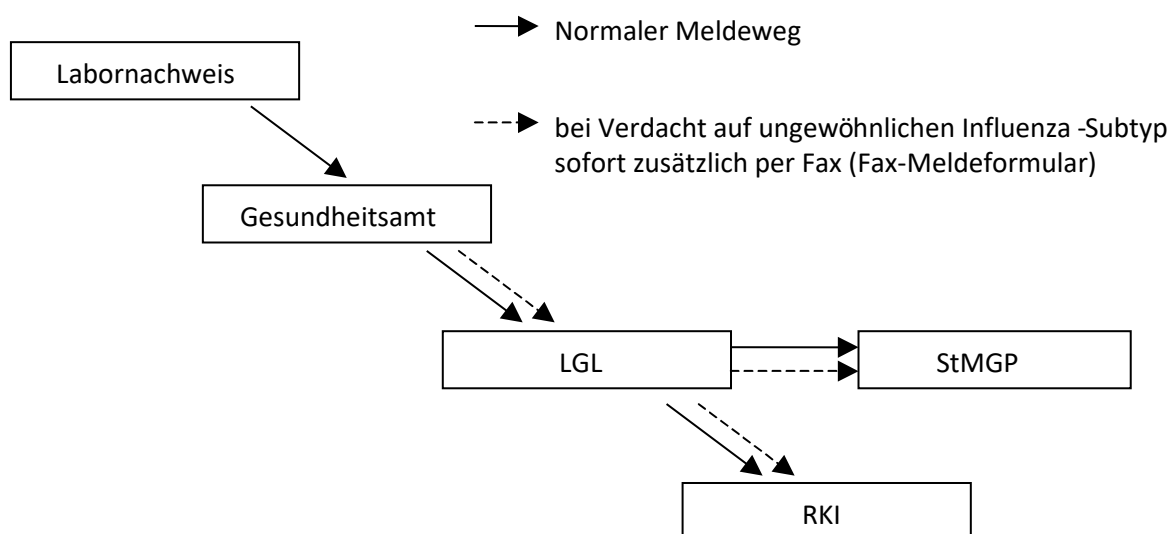 Normaler Meldeweg
Labornachweis
bei Verdacht auf ungewöhnlichen Influenza -Subtyp
sofort zusätzlich per Fax (Fax-Meldeformular)
Gesundheitsamt
LGL
StMGP
RKI